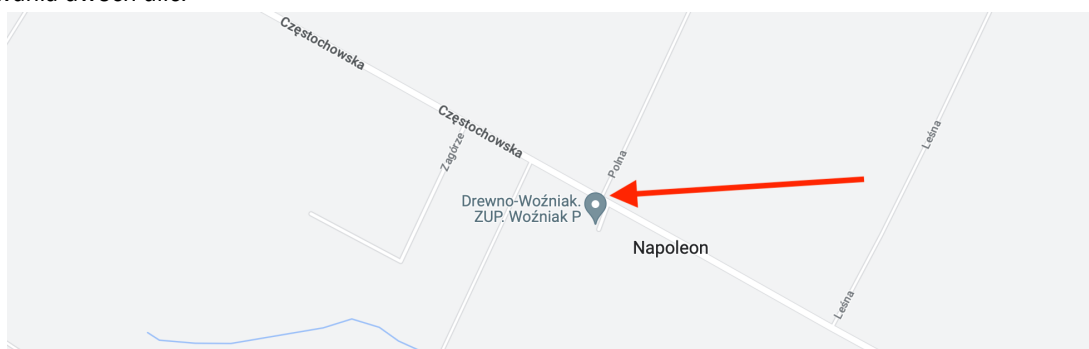 Częstochowska
Częstochowska
Zagórze
Polna
Leśna
Drewno-Woźniak.
ZUP. Woźniak P
Napoleon
Leśna